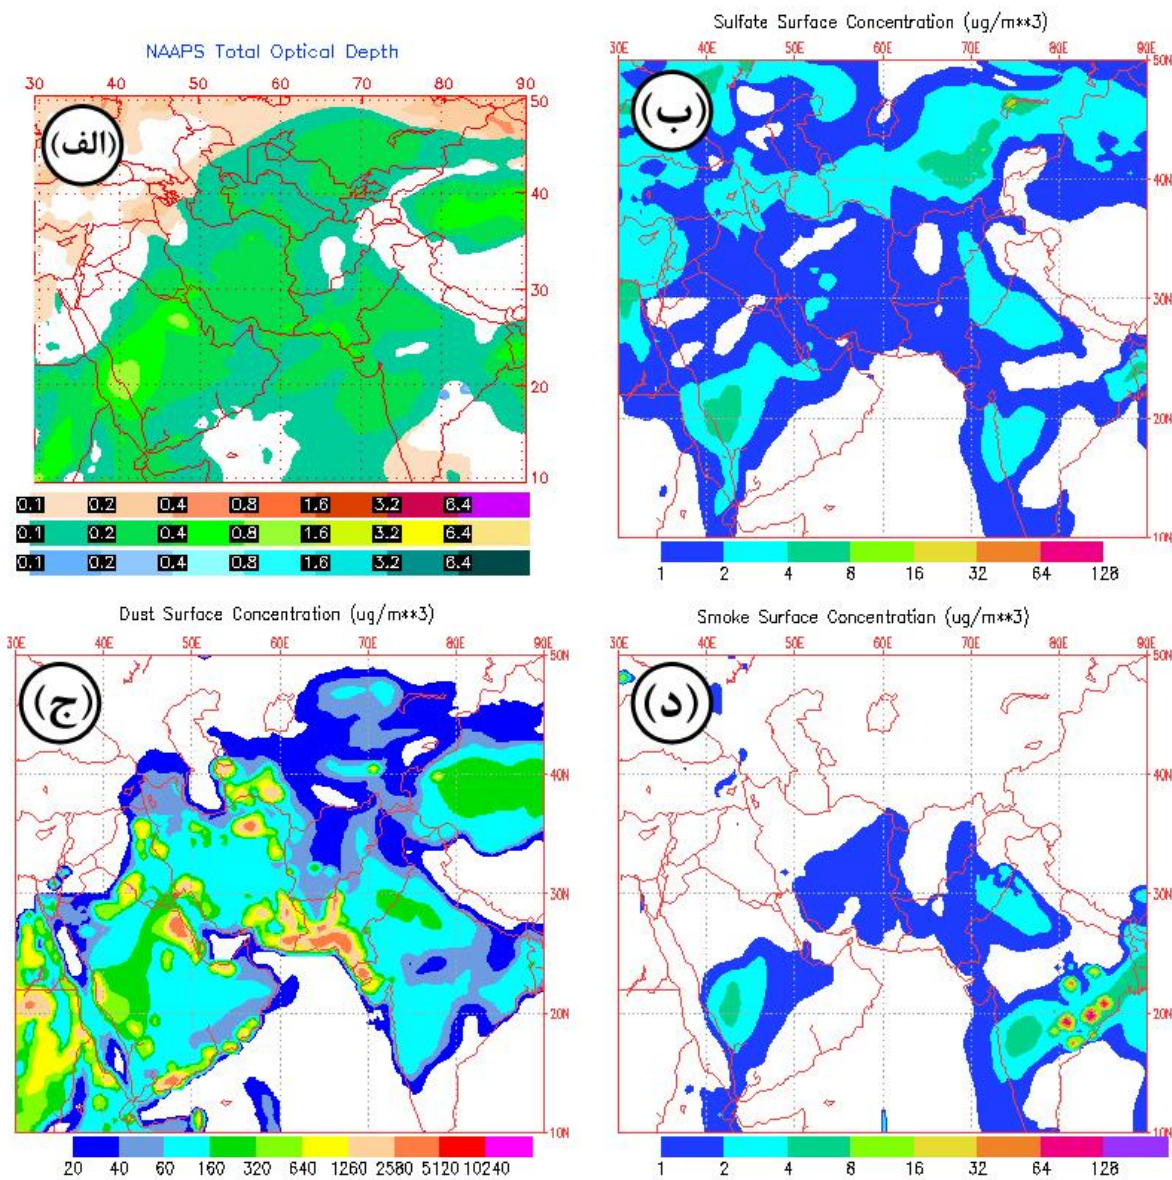 NAAPS Total Optical Depth
30 40 50 60 70 80 90
50
40
30
20
10
(الف)
0.1 0.2 0.4 0.8 1.6 3.2 6.4
0.1 0.2 0.4 0.8 1.6 3.2 6.4
0.1 0.2 0.4 0.8 1.6 3.2 6.4
Sulfate Surface Concentration (ug/m**3)
30E 40E 50E 60E 70E 80E 90E
50N
40N
30N
20N
10N
(ب)
1 2 4 8 16 32 64 128
Dust Surface Concentration (ug/m**3)
30E 40E 50E 60E 70E 80E 90E
50N
40N
30N
20N
10N
(ج)
20 40 60 160 320 640 1260 2580 5120 10240
Smoke Surface Concentration (ug/m**3)
30E 40E 50E 60E 70E 80E 90E
50N
40N
30N
20N
10N
(د)
1 2 4 8 16 32 64 128